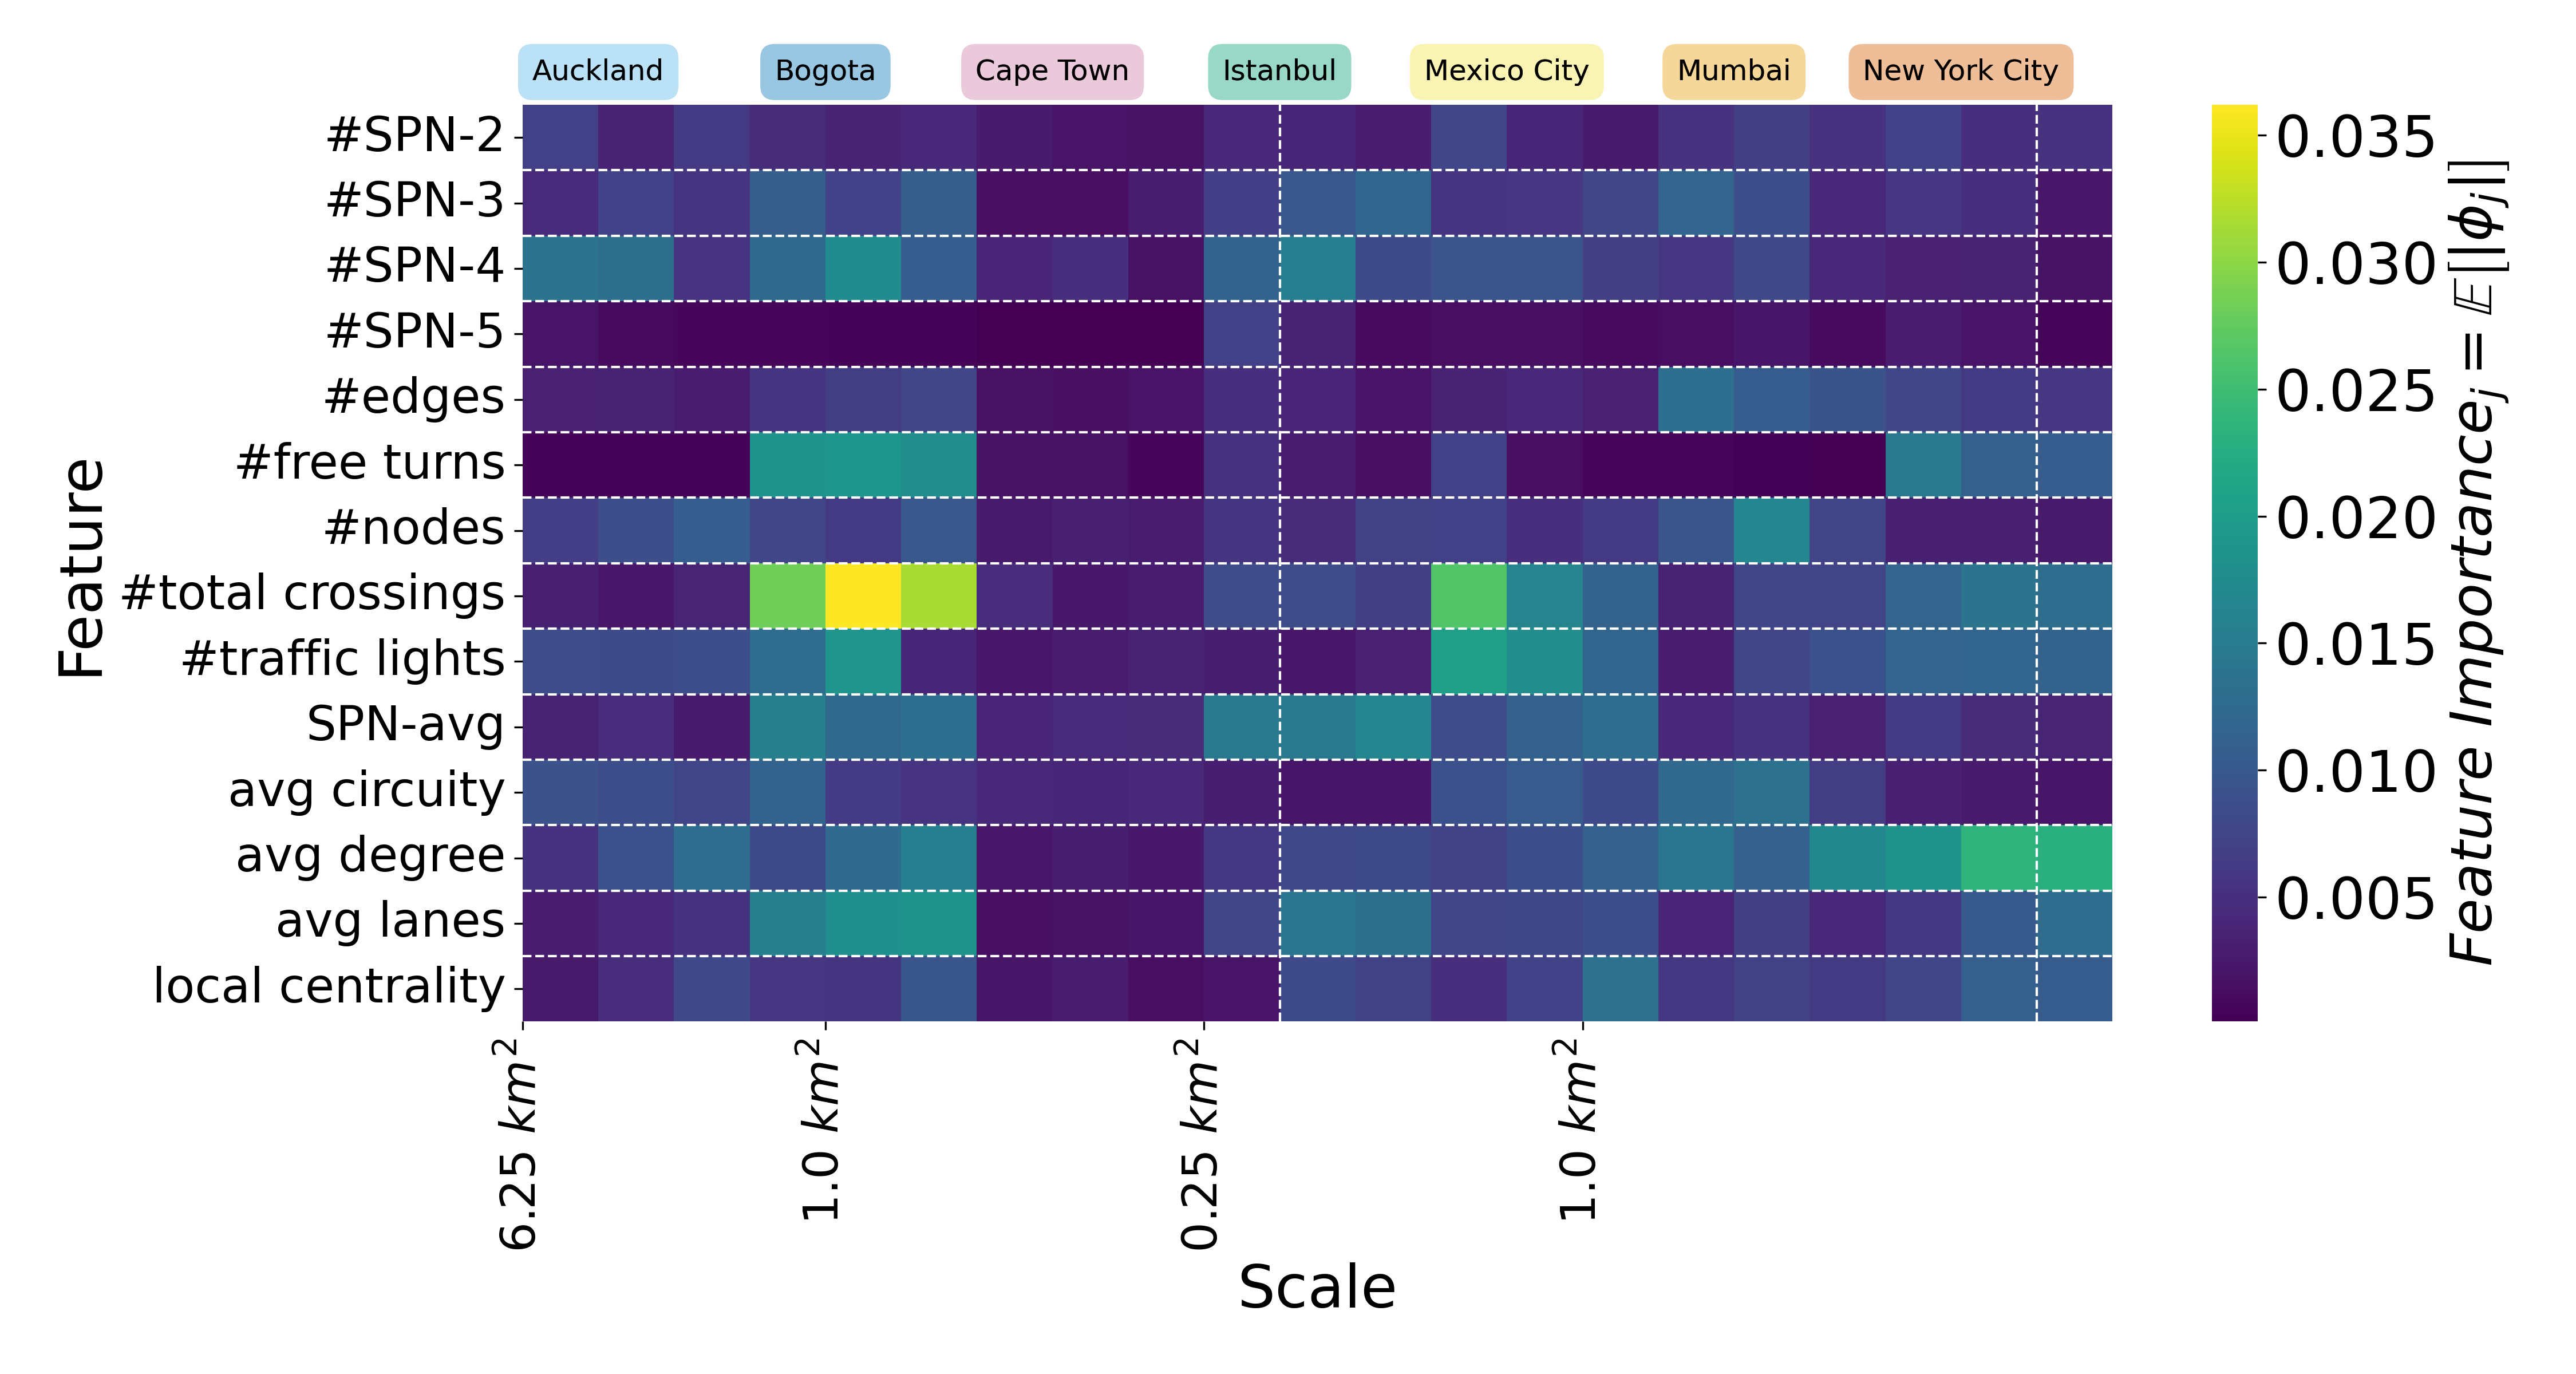 Auckland Bogota Cape Town Istanbul Mexico City Mumbai New York City
#SPN-2
#SPN-3
#SPN-4
#SPN-5
#edges
#free turns
#nodes
#total crossings
#traffic lights
SPN-avg
avg circuity
avg degree
avg lanes
local centrality
Feature
6.25 km²
1.0 km²
0.25 km²
1.0 km²
Scale
0.035
0.030
0.025
0.020
0.015
0.010
0.005
Feature Importanceⱼ = 𝔼[|ϕⱼ|]